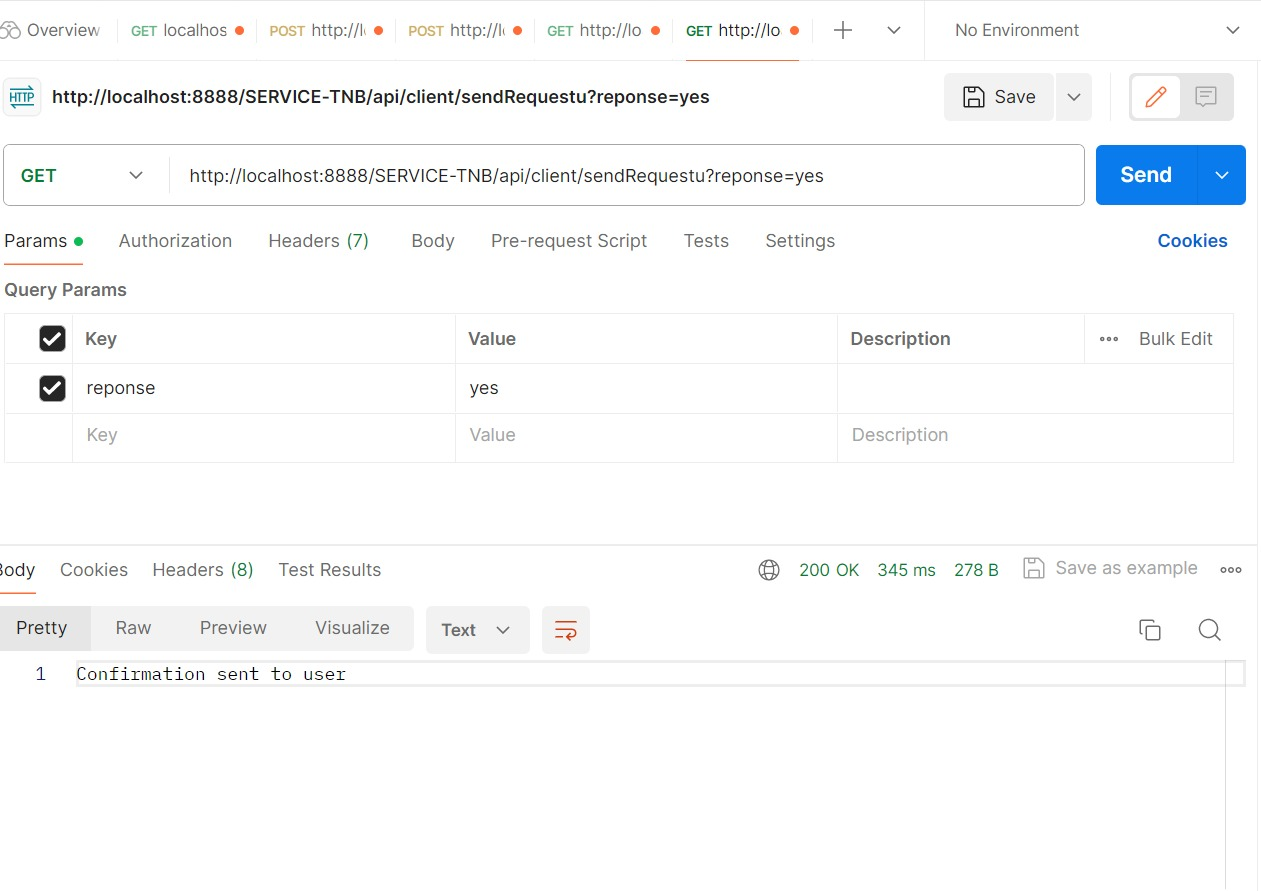 Overview GET localhos POST http://l POST http://l GET http://lo GET http://lo No Environment
HTTP http://localhost:8888/SERVICE-TNB/api/client/sendRequestu?reponse=yes Save
GET http://localhost:8888/SERVICE-TNB/api/client/sendRequestu?reponse=yes Send
Params Authorization Headers (7) Body Pre-request Script Tests Settings Cookies
Query Params
Key Value Description Bulk Edit
reponse yes
Key Value Description
Body Cookies Headers (8) Test Results 200 OK 345 ms 278 B Save as example
Pretty Raw Preview Visualize Text
1 Confirmation sent to user